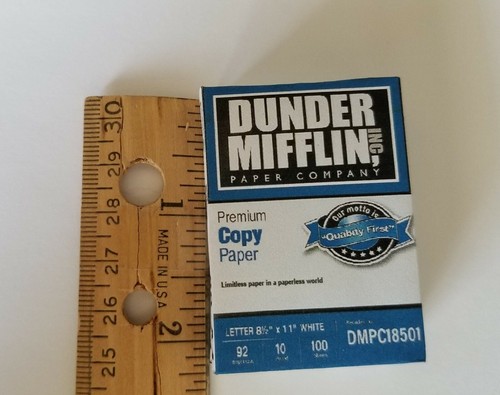 DUNDER
MIFFLIN INC,
PAPER COMPANY
Premium
Copy
Paper
Our motto is
"Quabity First"
Limitless paper in a paperless world
LETTER 8½" x 11" WHITE
92 10 100
DMPC18501
30
29
28
27
26
25
1
MADE IN U.S.A.
2